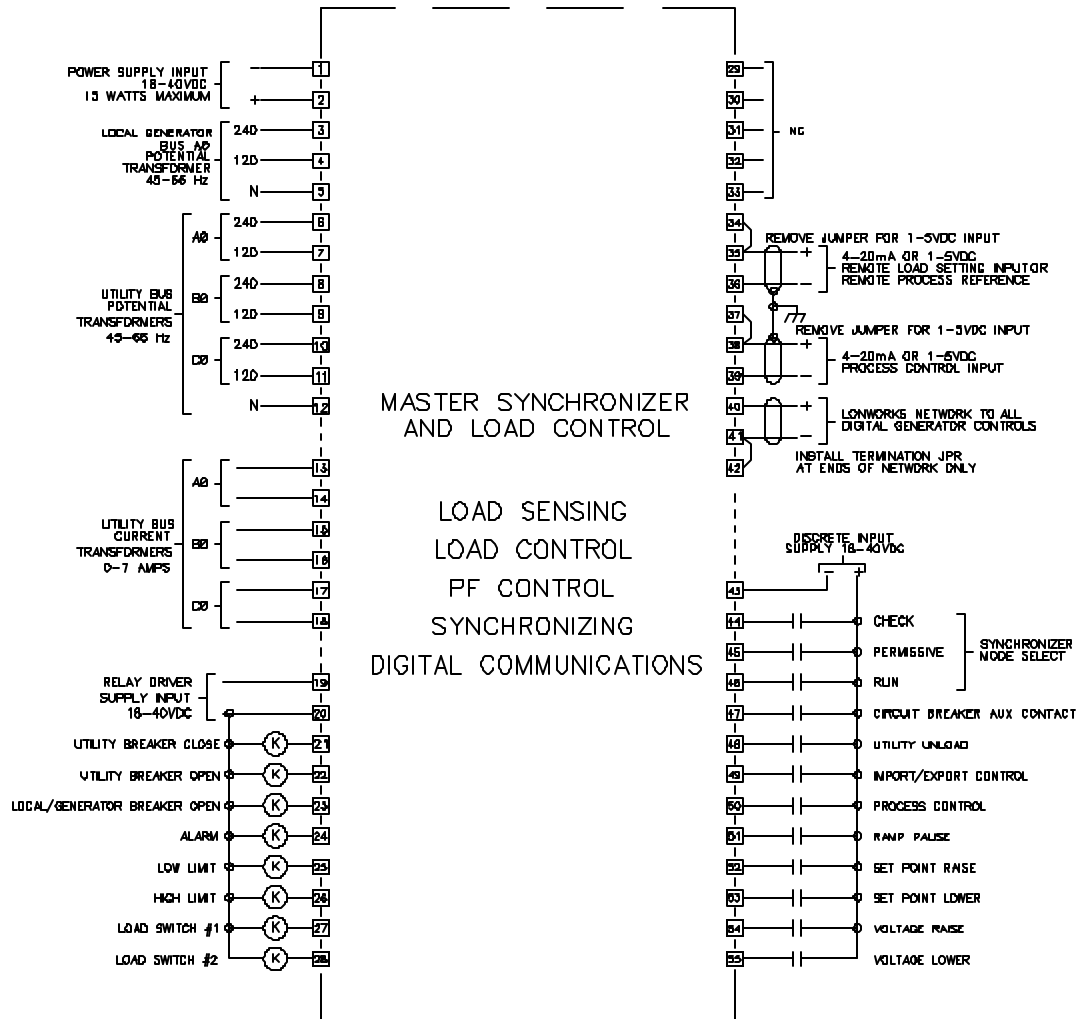 POWER SUPPLY INPUT
18-40VDC
15 WATTS MAXIMUM
-
+
1
2
LOCAL GENERATOR
BUS AØ
POTENTIAL
TRANSFORMER
45-66 Hz
240
120
N
3
4
5
UTILITY BUS
POTENTIAL
TRANSFORMERS
45-66 Hz
AØ
240
120
BØ
240
120
CØ
240
120
N
6
7
8
9
10
11
12
UTILITY BUS
CURRENT
TRANSFORMERS
0-7 AMPS
AØ
BØ
CØ
13
14
15
16
17
18
RELAY DRIVER
SUPPLY INPUT
18-40VDC
19
20
UTILITY BREAKER CLOSE K 21
UTILITY BREAKER OPEN K 22
LOCAL/GENERATOR BREAKER OPEN K 23
ALARM K 24
LOW LIMIT K 25
HIGH LIMIT K 26
LOAD SWITCH #1 K 27
LOAD SWITCH #2 K 28
MASTER SYNCHRONIZER
AND LOAD CONTROL
LOAD SENSING
LOAD CONTROL
PF CONTROL
SYNCHRONIZING
DIGITAL COMMUNICATIONS
29
30
31
32
33
NC
34
35
36
REMOVE JUMPER FOR 1-5VDC INPUT
+
-
4-20mA OR 1-5VDC
REMOTE LOAD SETTING INPUT OR
REMOTE PROCESS REFERENCE
37
38
39
REMOVE JUMPER FOR 1-5VDC INPUT
+
-
4-20mA OR 1-5VDC
PROCESS CONTROL INPUT
40
41
42
+
-
LONWORKS NETWORK TO ALL
DIGITAL GENERATOR CONTROLS
INSTALL TERMINATION JPR
AT ENDS OF NETWORK ONLY
DISCRETE INPUT
SUPPLY 18-40VDC
- +
43
44 CHECK
45 PERMISSIVE
46 RUN
SYNCHRONIZER
MODE SELECT
47 CIRCUIT BREAKER AUX CONTACT
48 UTILITY UNLOAD
49 IMPORT/EXPORT CONTROL
50 PROCESS CONTROL
51 RAMP PAUSE
52 SET POINT RAISE
53 SET POINT LOWER
54 VOLTAGE RAISE
55 VOLTAGE LOWER